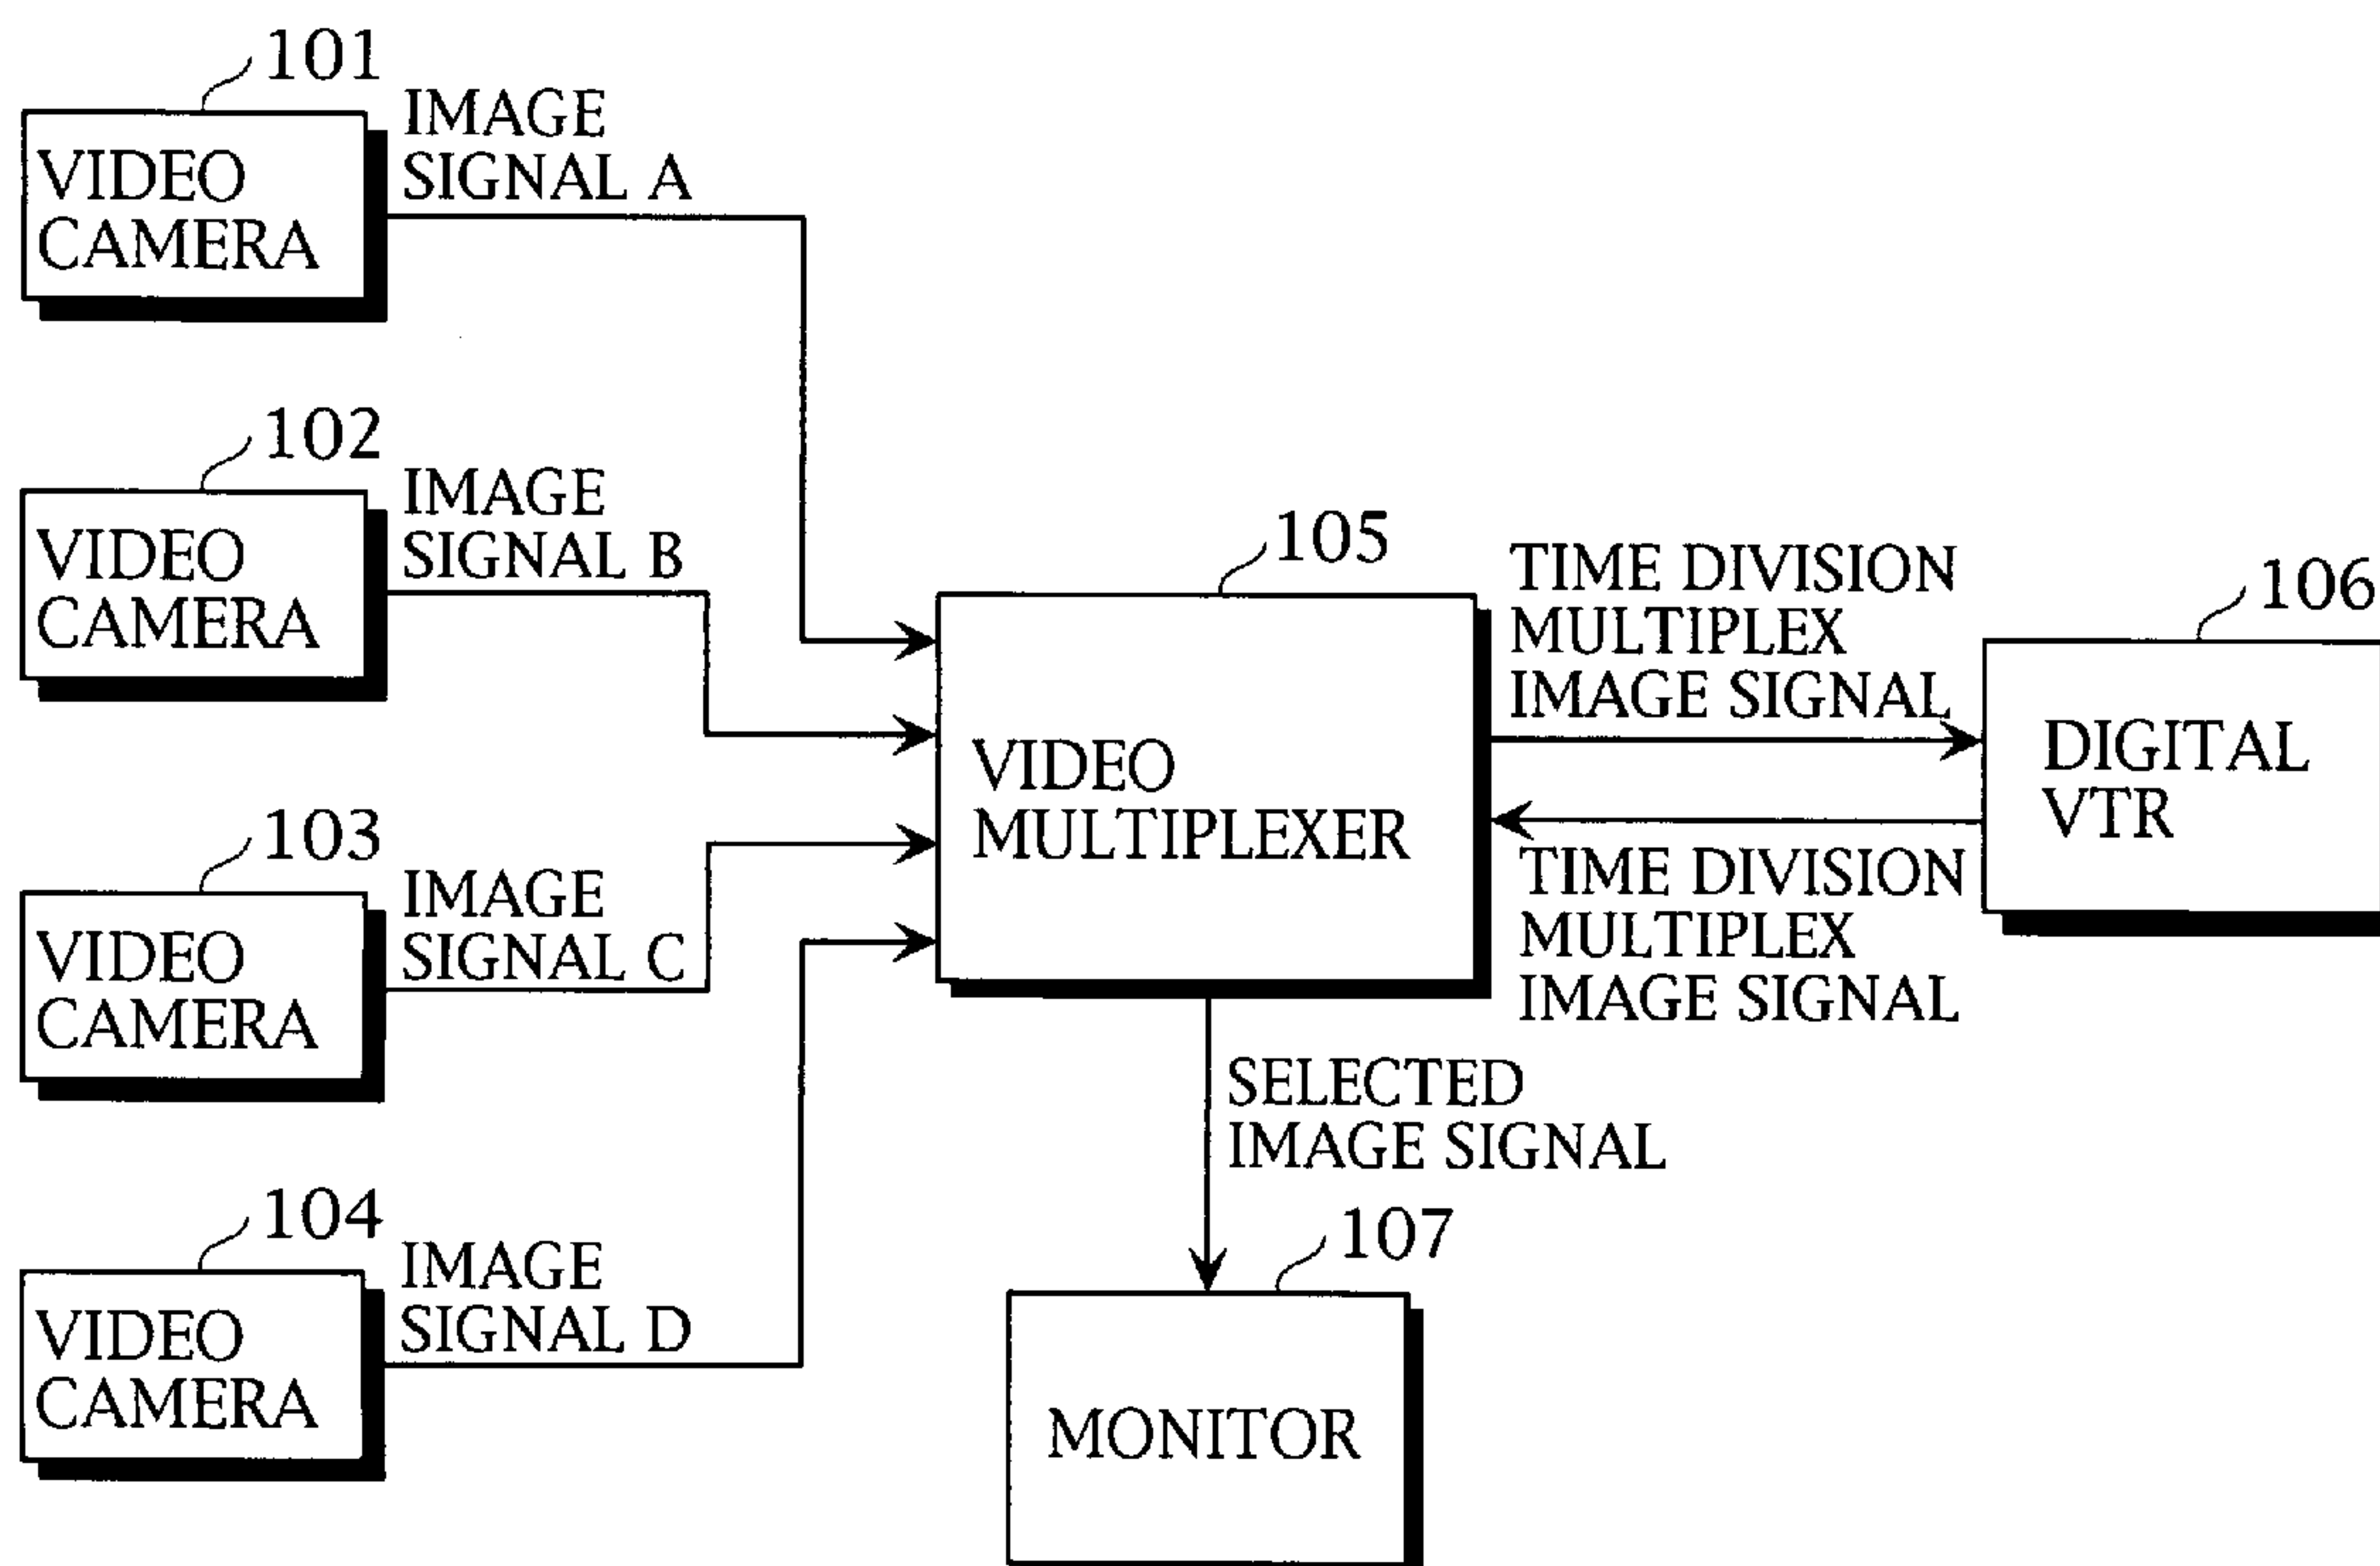 101
IMAGE
SIGNAL A
VIDEO
CAMERA
102
IMAGE
SIGNAL B
VIDEO
CAMERA
103
IMAGE
SIGNAL C
VIDEO
CAMERA
104
IMAGE
SIGNAL D
VIDEO
CAMERA
105
VIDEO
MULTIPLEXER
TIME DIVISION
MULTIPLEX
IMAGE SIGNAL
106
DIGITAL
VTR
TIME DIVISION
MULTIPLEX
IMAGE SIGNAL
SELECTED
IMAGE SIGNAL
107
MONITOR